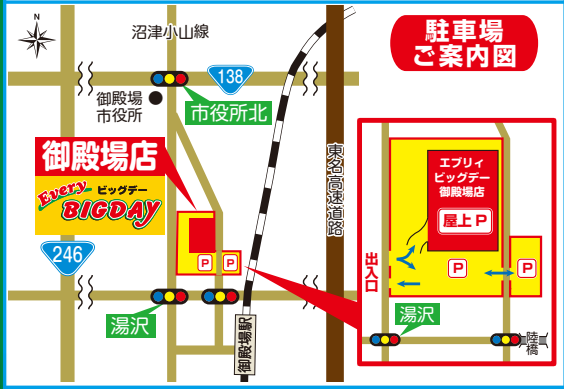 N
沼津小山線
駐車場
ご案内図
138
御殿場
市役所
市役所北
御殿場店
Every ビッグデー
BIGDAY
246
P
P
湯沢
御殿場駅
東名高速道路
エブリィ
ビッグデー
御殿場店
屋上P
出入口
P
P
湯沢
陸橋